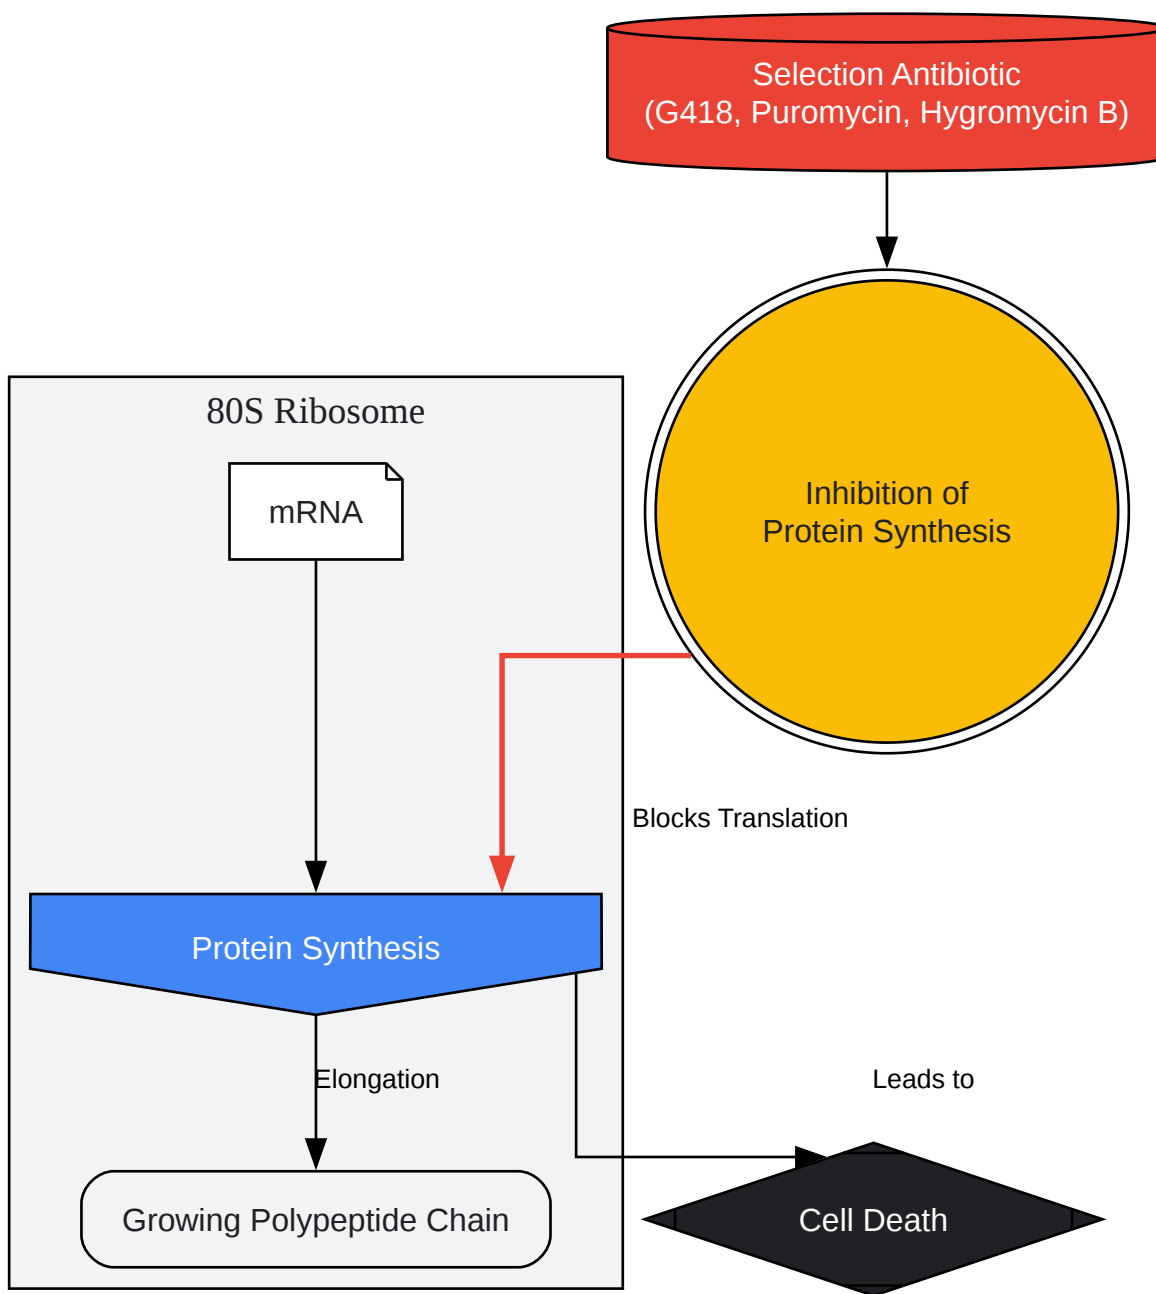 Selection Antibiotic
(G418, Puromycin, Hygromycin B)
Inhibition of
Protein Synthesis
80S Ribosome
mRNA
Blocks Translation
Protein Synthesis
Elongation
Leads to
Growing Polypeptide Chain
Cell Death